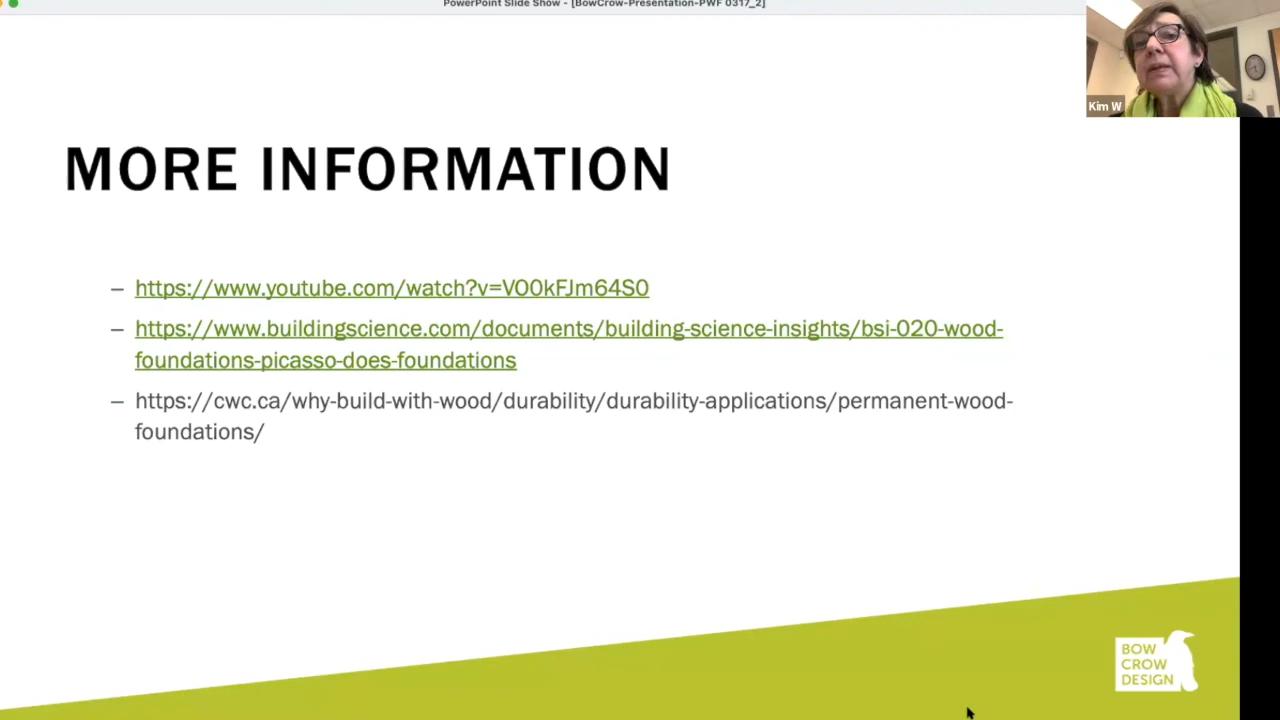 PowerPoint Slide Show - [BowCrow-Presentation-PWF 0317_2]
Kim W
MORE INFORMATION
– https://www.youtube.com/watch?v=VO0kFJm64S0
– https://www.buildingscience.com/documents/building-science-insights/bsi-020-wood-
foundations-picasso-does-foundations
– https://cwc.ca/why-build-with-wood/durability/durability-applications/permanent-wood-
foundations/
BOW
CROW
DESIGN